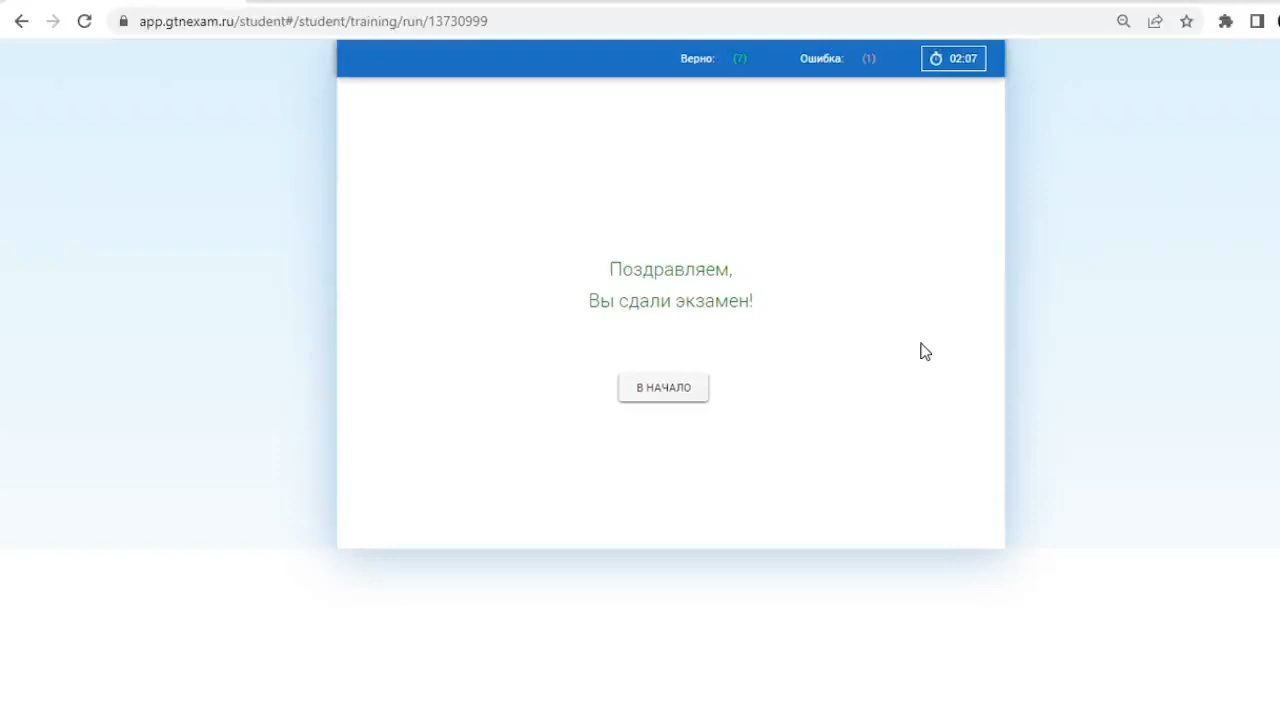 app.gtnexam.ru/student#/student/training/run/13730999
Верно: (7) Ошибка: (1) 02:07
Поздравляем,
Вы сдали экзамен!
В НАЧАЛО